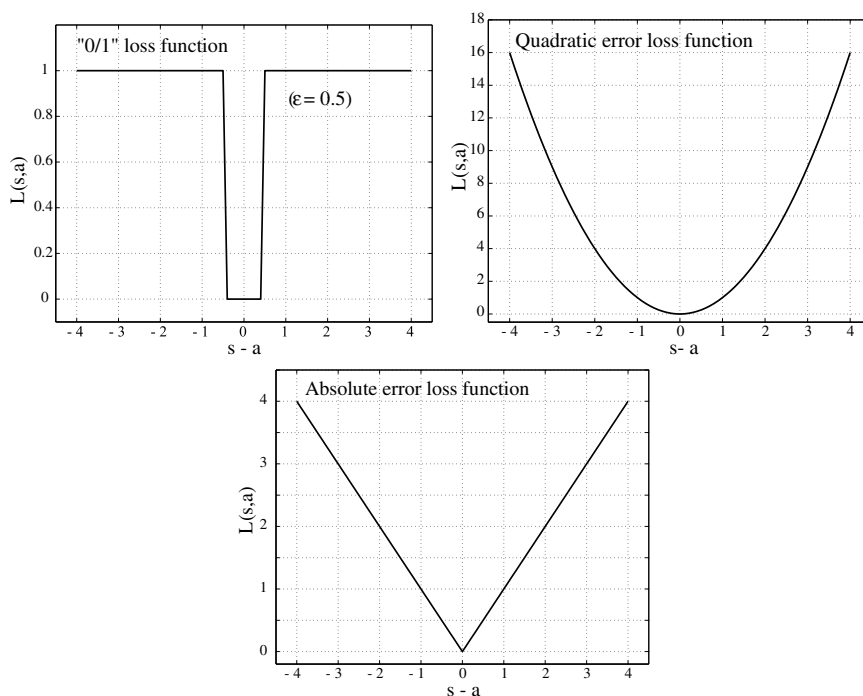 "0/1" loss function
(ε = 0.5)
1
0.8
0.6
0.4
0.2
0
L(s,a)
- 4 - 3 - 2 - 1 0 1 2 3 4
s - a
Quadratic error loss function
18
16
14
12
10
8
6
4
2
0
L(s,a)
- 4 - 3 - 2 - 1 0 1 2 3 4
s- a
Absolute error loss function
4
3
2
1
0
L(s,a)
- 4 - 3 - 2 - 1 0 1 2 3 4
s - a